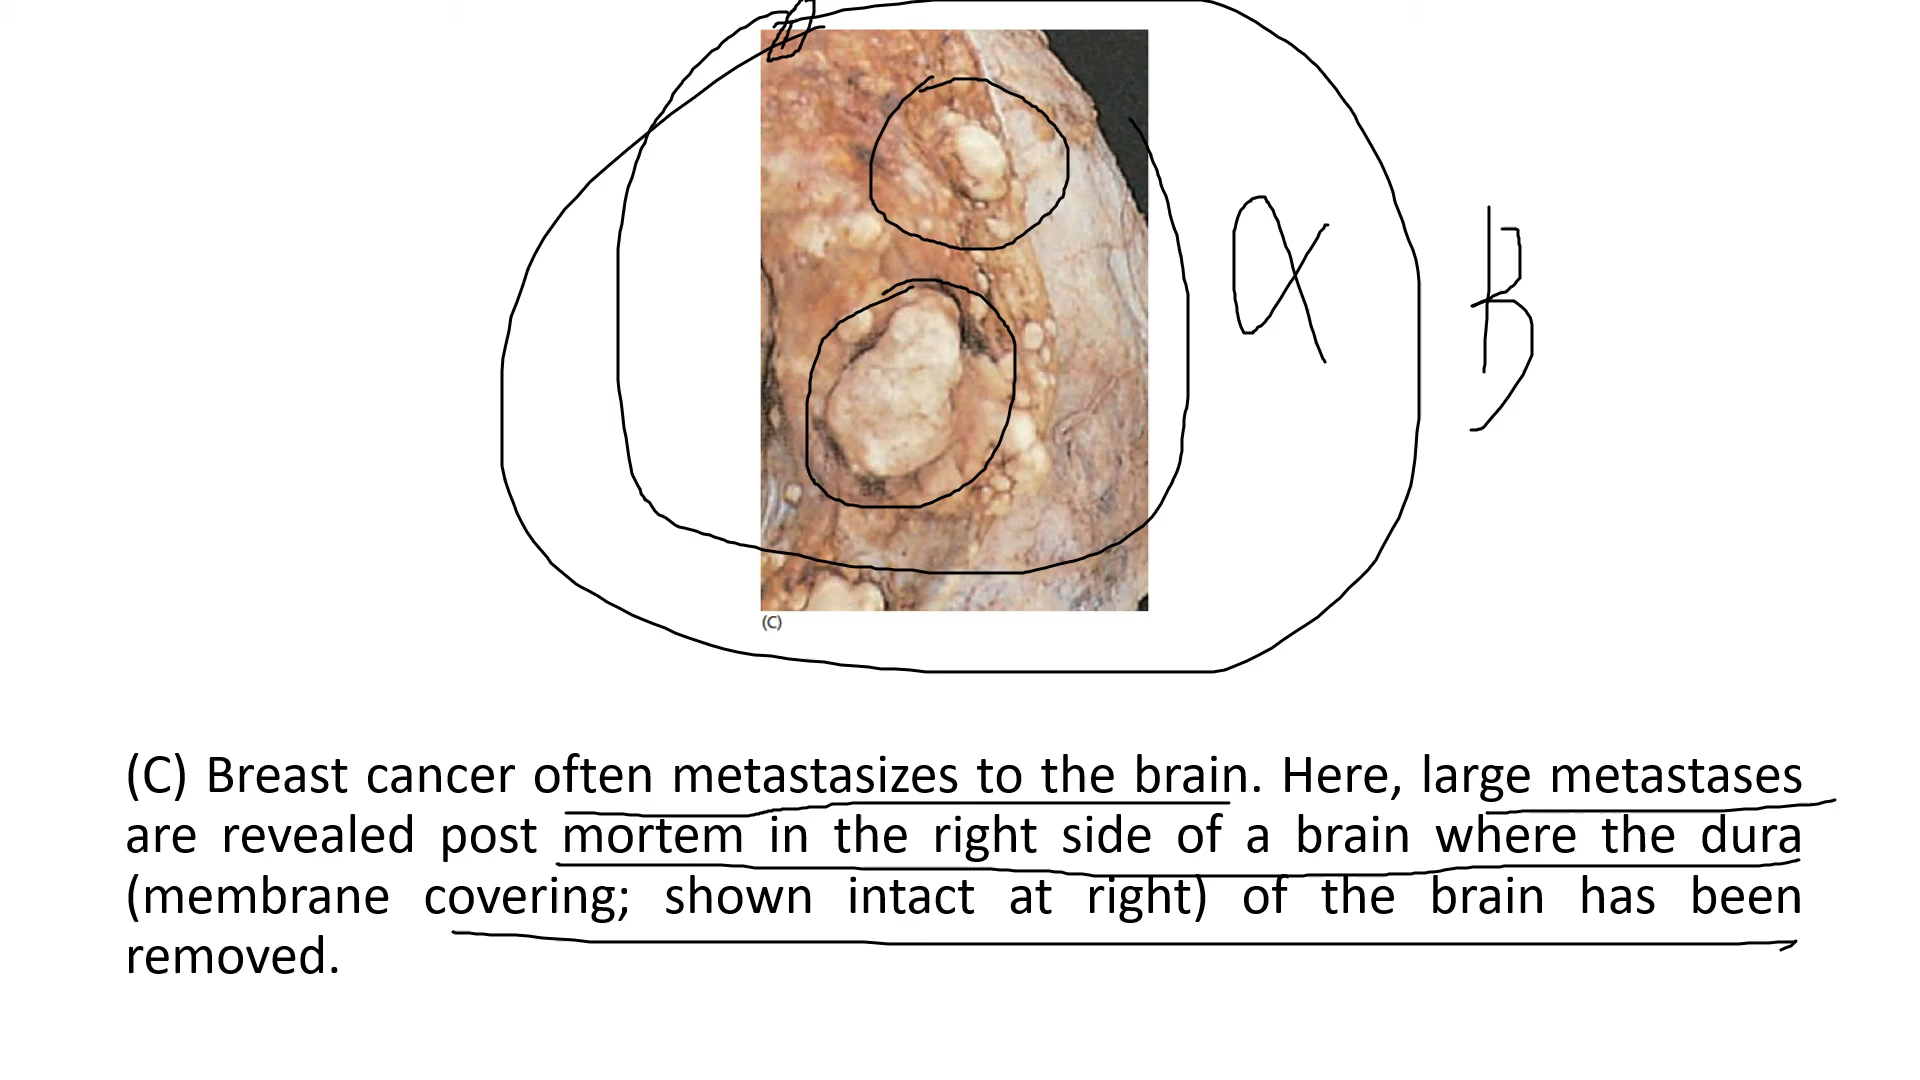 α B
(C)
(C) Breast cancer often metastasizes to the brain. Here, large metastases
are revealed post mortem in the right side of a brain where the dura
(membrane covering; shown intact at right) of the brain has been
removed.